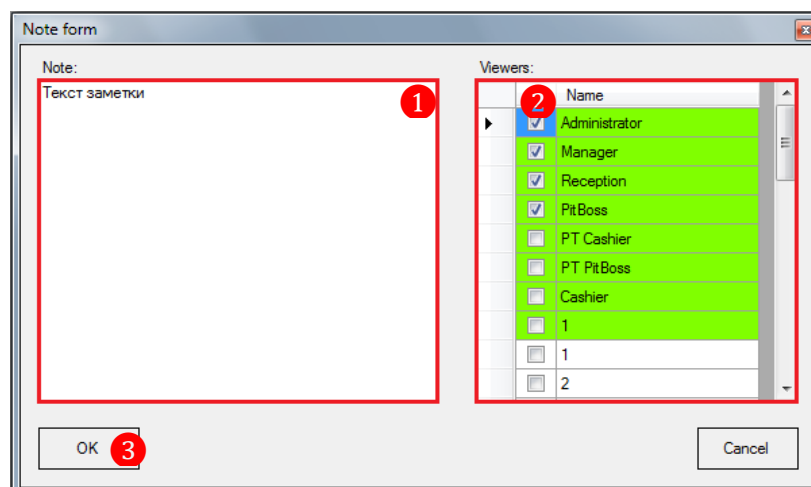 Note form
Note:
Текст заметки
1
Viewers:
2
Name
Administrator
Manager
Reception
PitBoss
PT Cashier
PT PitBoss
Cashier
1
1
2
OK
3
Cancel